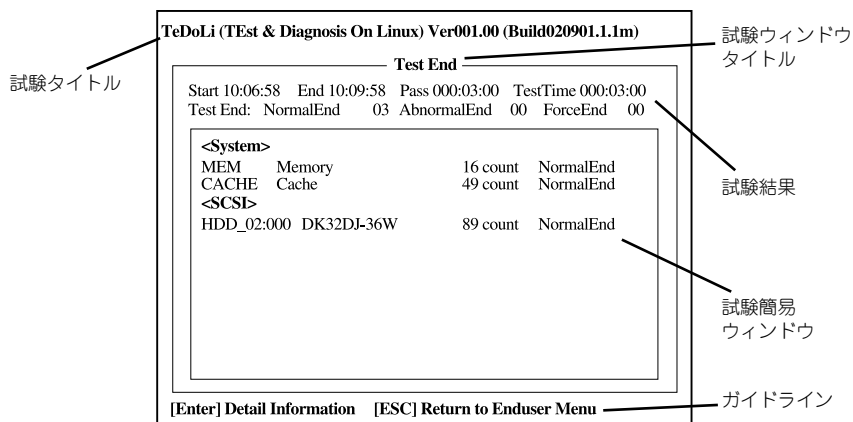 TeDoLi (TEst & Diagnosis On Linux) Ver001.00 (Build020901.1.1m)
試験ウィンドウ
タイトル
試験タイトル
Test End
Start 10:06:58 End 10:09:58 Pass 000:03:00 TestTime 000:03:00
Test End: NormalEnd 03 AbnormalEnd 00 ForceEnd 00
<System>
MEM Memory 16 count NormalEnd
CACHE Cache 49 count NormalEnd
<SCSI>
HDD_02:000 DK32DJ-36W 89 count NormalEnd
試験結果
試験簡易
ウィンドウ
[Enter] Detail Information [ESC] Return to Enduser Menu
ガイドライン